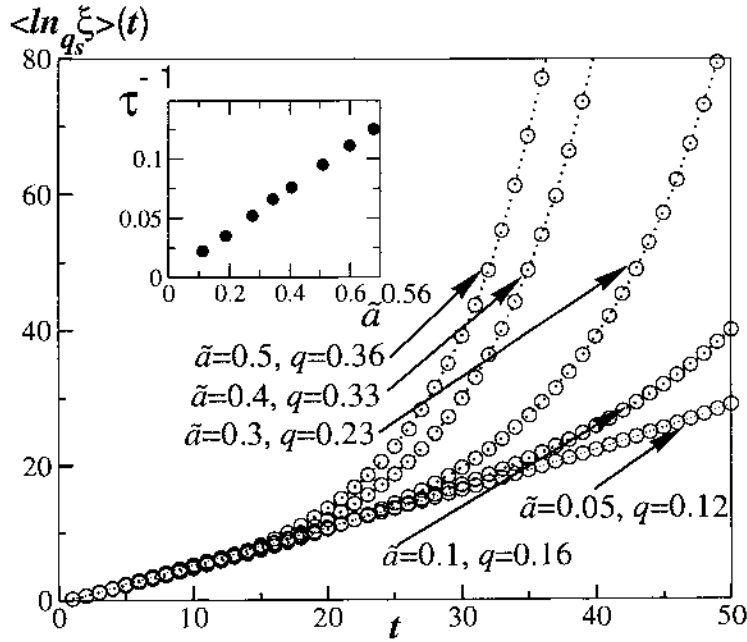 <ln_qs ξ>(t)
80
60
40
20
0
τ^-1
0.1
0.05
0
0 0.2 0.4 0.6 0.56
ã
ã=0.5, q=0.36
ã=0.4, q=0.33
ã=0.3, q=0.23
ã=0.05, q=0.12
ã=0.1, q=0.16
0 10 20 30 40 50
t